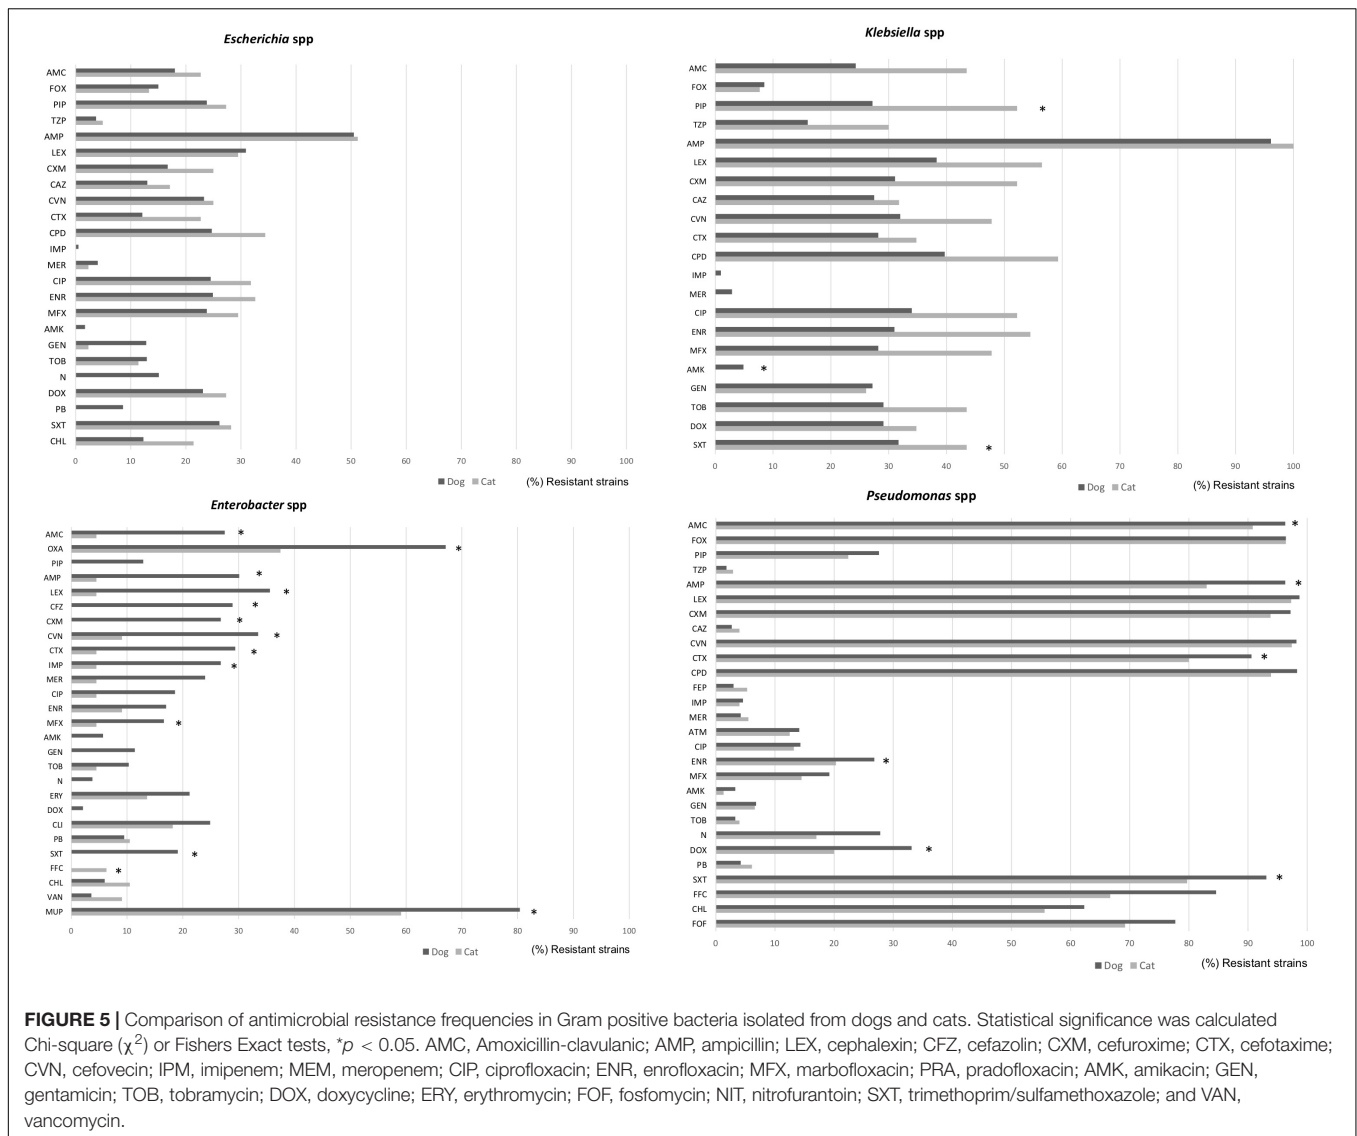 Escherichia spp
AMC
FOX
PIP
TZP
AMP
LEX
CXM
CAZ
CVN
CTX
CPD
IMP
MER
CIP
ENR
MFX
AMK
GEN
TOB
N
DOX
PB
SXT
CHL
0 10 20 30 40 50 60 70 80 90 100
Dog Cat (%) Resistant strains
Klebsiella spp
AMC
FOX
PIP *
TZP
AMP
LEX
CXM
CAZ
CVN
CTX
CPD
IMP
MER
CIP
ENR
MFX
AMK *
GEN
TOB
DOX
SXT *
0 10 20 30 40 50 60 70 80 90 100
Dog Cat (%) Resistant strains
Enterobacter spp
AMC *
OXA *
PIP
AMP *
LEX *
CFZ *
CXM *
CVN *
CTX *
IMP *
MER
CIP
ENR
MFX *
AMK
GEN
TOB
N
ERY
DOX
CLI
PB
SXT *
FFC *
CHL
VAN
MUP *
0 10 20 30 40 50 60 70 80 90 100
Dog Cat (%) Resistant strains
Pseudomonas spp
AMC *
FOX
PIP
TZP
AMP *
LEX
CXM
CAZ
CVN
CTX *
CPD
FEP
IMP
MER
ATM
CIP
ENR *
MFX
AMK
GEN
TOB
N
DOX *
PB
SXT *
FFC
CHL
FOF
0 10 20 30 40 50 60 70 80 90 100
Dog Cat (%) Resistant strains
FIGURE 5 | Comparison of antimicrobial resistance frequencies in Gram positive bacteria isolated from dogs and cats. Statistical significance was calculated
Chi-square (χ²) or Fishers Exact tests, *p < 0.05. AMC, Amoxicillin-clavulanic; AMP, ampicillin; LEX, cephalexin; CFZ, cefazolin; CXM, cefuroxime; CTX, cefotaxime;
CVN, cefovecin; IPM, imipenem; MEM, meropenem; CIP, ciprofloxacin; ENR, enrofloxacin; MFX, marbofloxacin; PRA, pradofloxacin; AMK, amikacin; GEN,
gentamicin; TOB, tobramycin; DOX, doxycycline; ERY, erythromycin; FOF, fosfomycin; NIT, nitrofurantoin; SXT, trimethoprim/sulfamethoxazole; and VAN,
vancomycin.